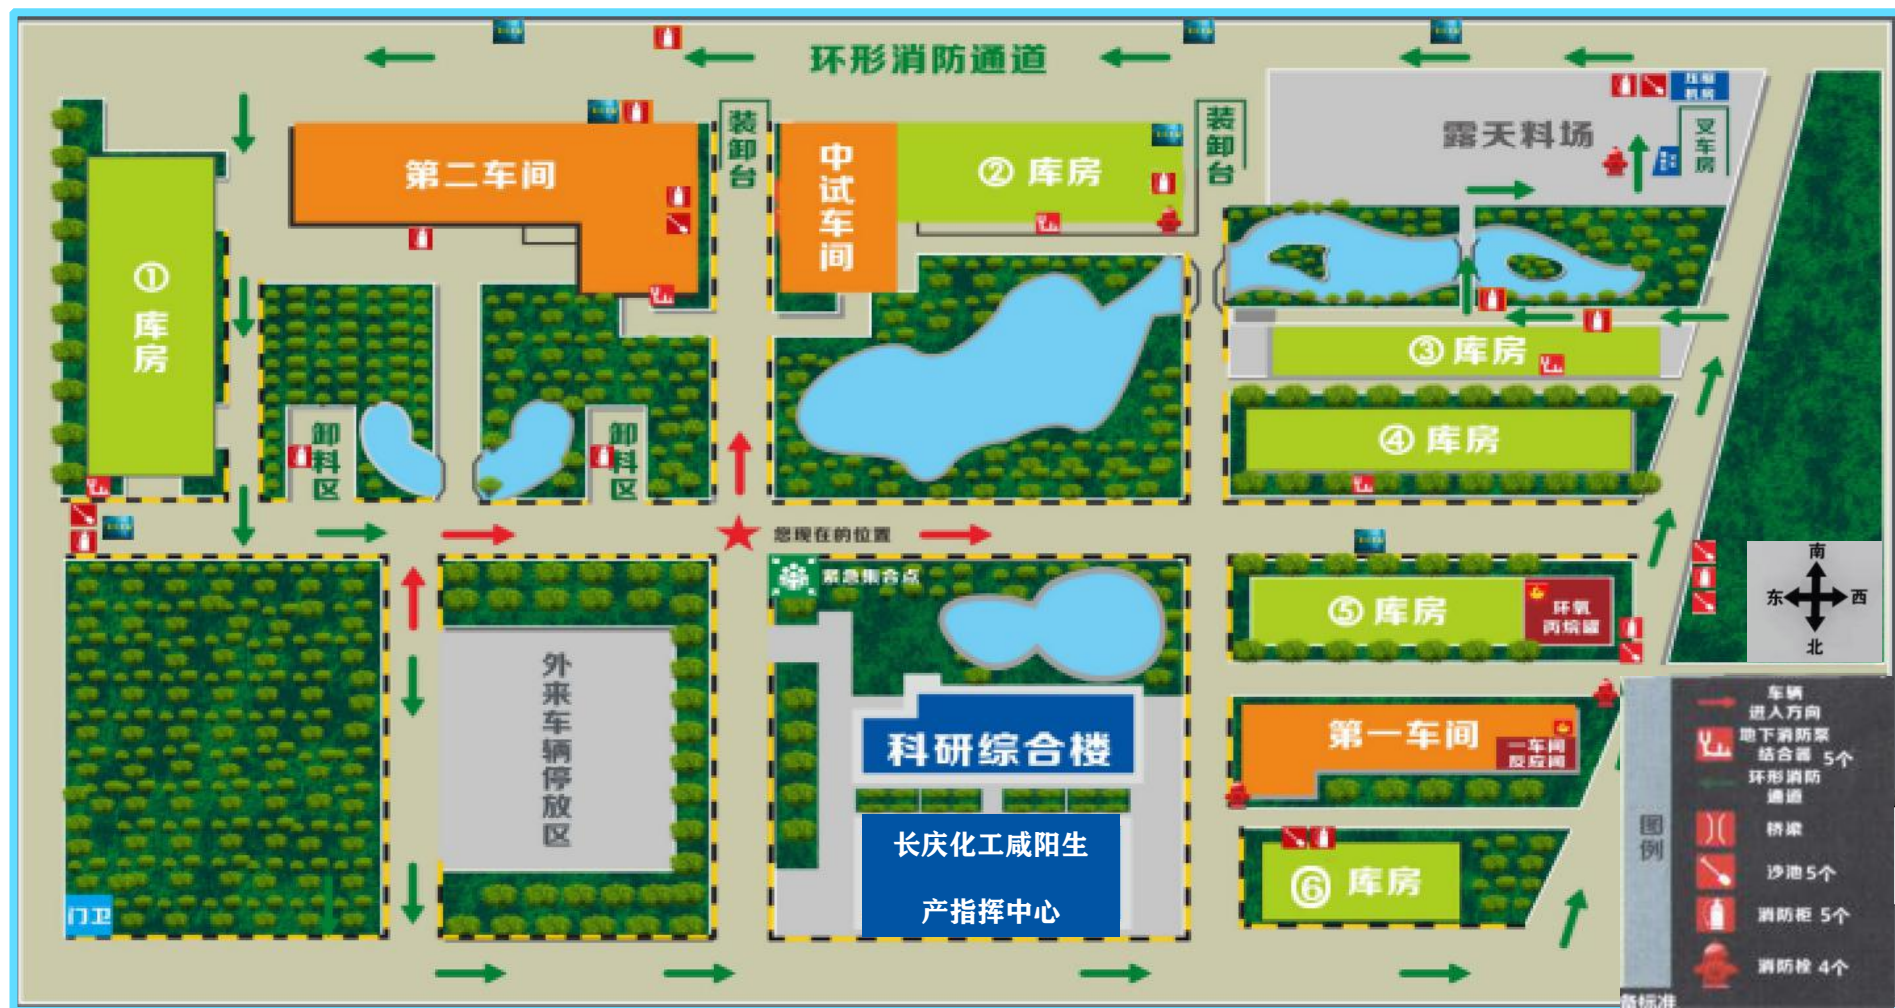 环形消防通道
压缩
机房
装卸台
装卸台
露天料场
叉车房
第二车间
中试车间
② 库房
① 库房
③ 库房
④ 库房
卸料区
卸料区
您现在的位置
紧急集合点
南
东
西
北
⑤ 库房
环氧
丙烷罐
外来车辆停放区
科研综合楼
第一车间
一车间
反应间
长庆化工咸阳生
产指挥中心
⑥ 库房
门卫
图例
车辆
进入方向
地下消防泵
结合器 5个
环形消防
通道
桥梁
沙池 5个
消防柜 5个
消防栓 4个
备标准